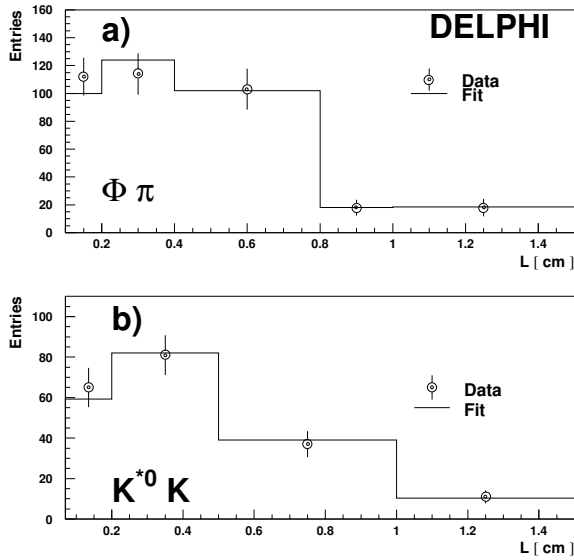 Entries
160
140
120
100
80
60
40
20
0
a)
DELPHI
Data
Fit
Φ π
0.2 0.4 0.6 0.8 1 1.2 1.4
L [ cm ]
Entries
100
80
60
40
20
0
b)
Data
Fit
K*0 K
0.2 0.4 0.6 0.8 1 1.2 1.4
L [ cm ]